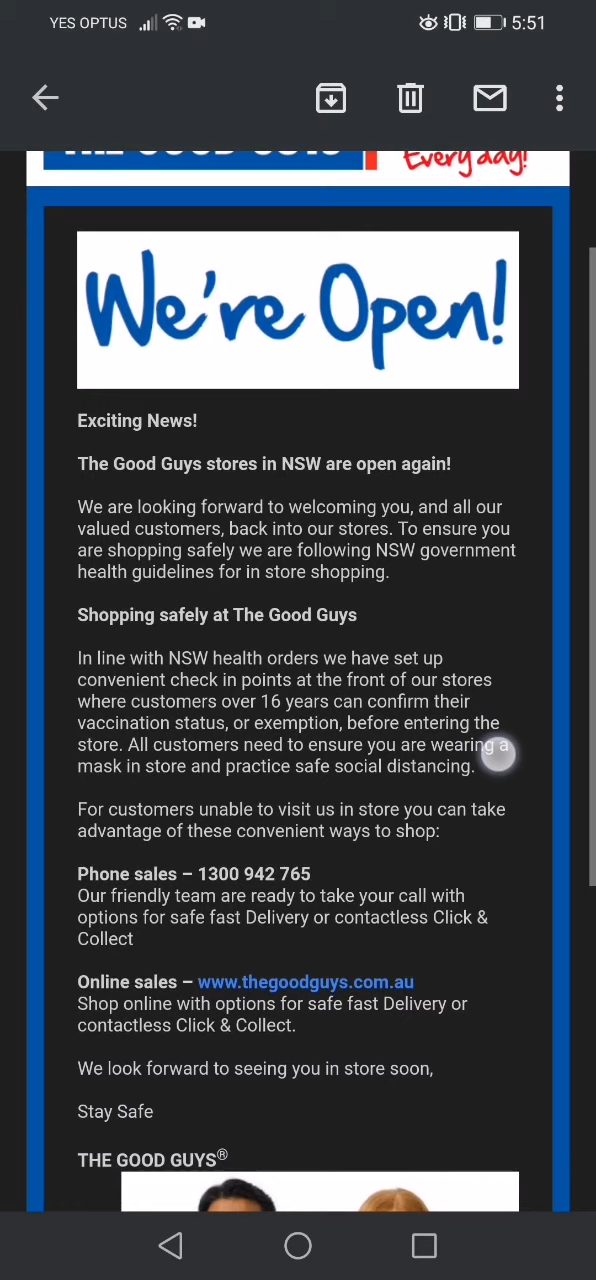 YES OPTUS
5:51
THE GOOD GUYS
Every day!
We're Open!
Exciting News!
The Good Guys stores in NSW are open again!
We are looking forward to welcoming you, and all our
valued customers, back into our stores. To ensure you
are shopping safely we are following NSW government
health guidelines for in store shopping.
Shopping safely at The Good Guys
In line with NSW health orders we have set up
convenient check in points at the front of our stores
where customers over 16 years can confirm their
vaccination status, or exemption, before entering the
store. All customers need to ensure you are wearing a
mask in store and practice safe social distancing.
For customers unable to visit us in store you can take
advantage of these convenient ways to shop:
Phone sales – 1300 942 765
Our friendly team are ready to take your call with
options for safe fast Delivery or contactless Click &
Collect
Online sales – www.thegoodguys.com.au
Shop online with options for safe fast Delivery or
contactless Click & Collect.
We look forward to seeing you in store soon,
Stay Safe
THE GOOD GUYS®